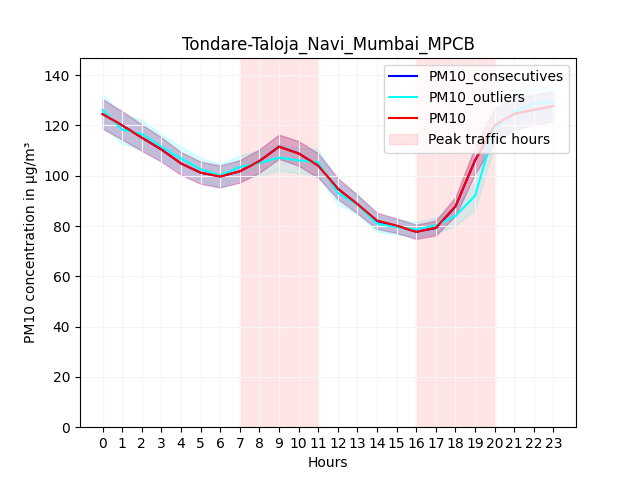 Tondare-Taloja_Navi_Mumbai_MPCB
PM10 concentration in µg/m³
140
120
100
80
60
40
20
0
PM10_consecutives
PM10_outliers
PM10
Peak traffic hours
0 1 2 3 4 5 6 7 8 9 10 11 12 13 14 15 16 17 18 19 20 21 22 23
Hours